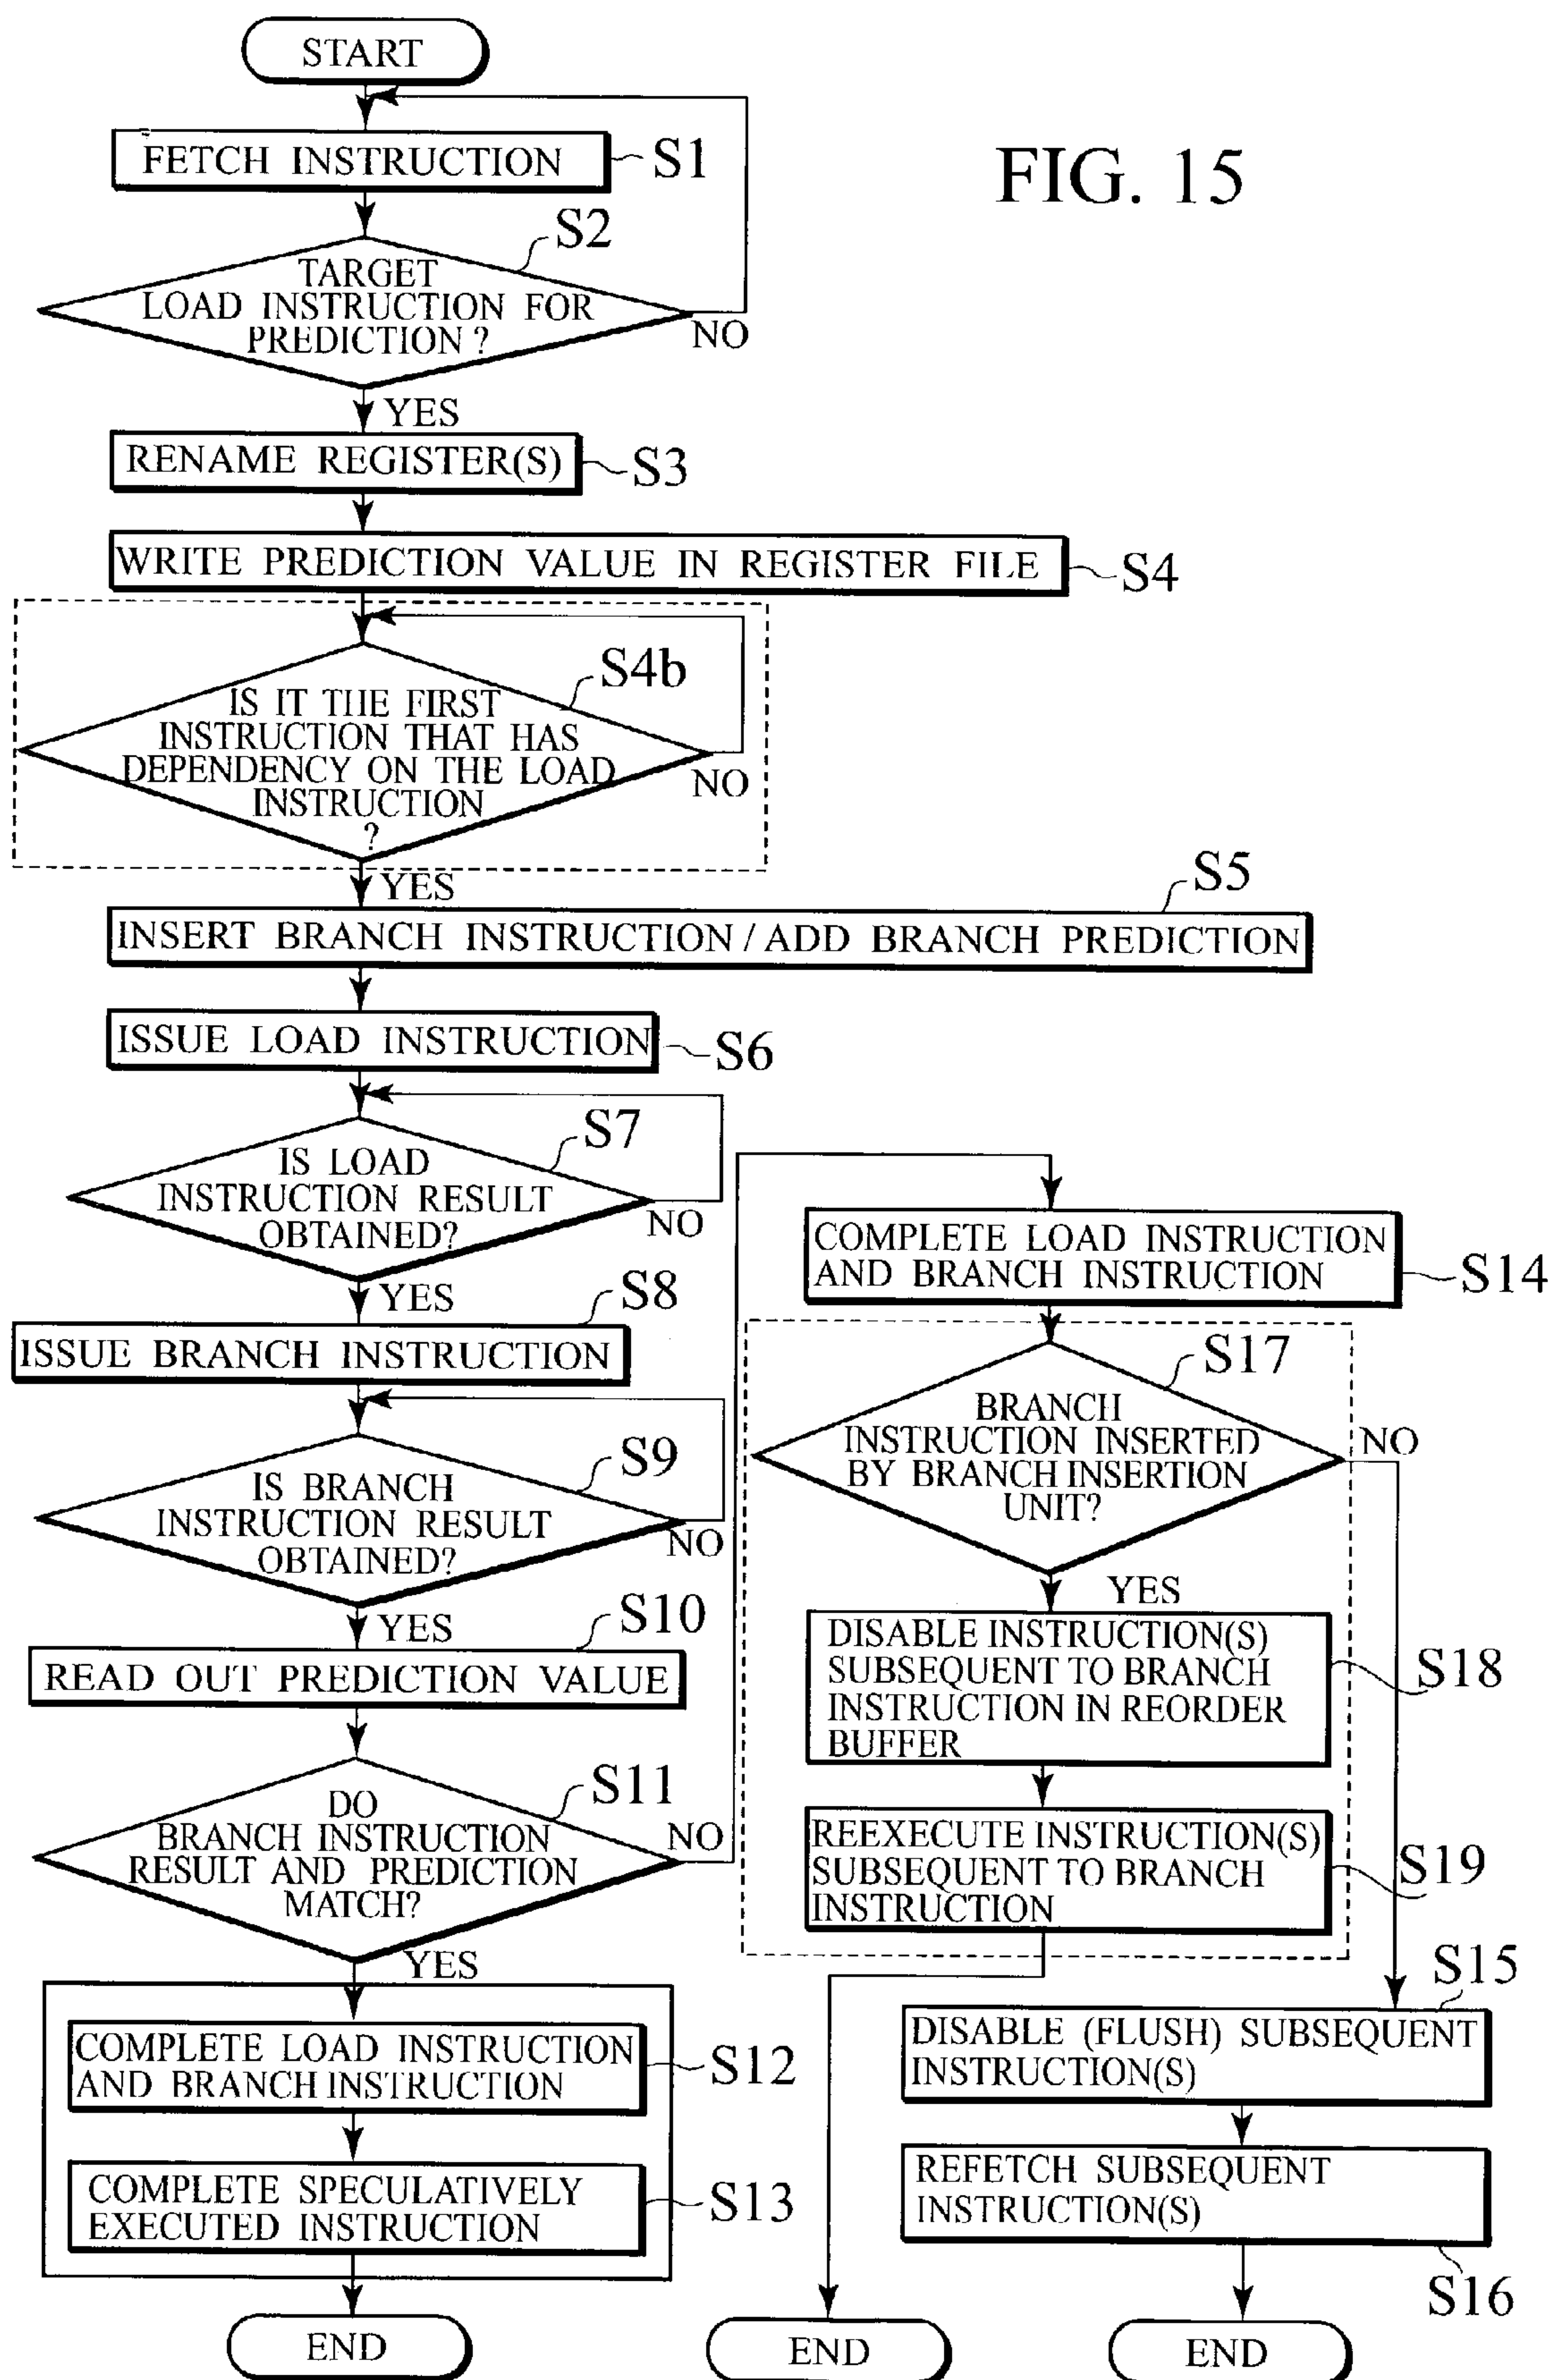 START
FIG. 15
FETCH INSTRUCTION
S1
S2
TARGET
LOAD INSTRUCTION FOR
PREDICTION ?
NO
YES
RENAME REGISTER(S)
S3
WRITE PREDICTION VALUE IN REGISTER FILE
S4
S4b
IS IT THE FIRST
INSTRUCTION THAT HAS
DEPENDENCY ON THE LOAD
INSTRUCTION
?
NO
YES
S5
INSERT BRANCH INSTRUCTION / ADD BRANCH PREDICTION
ISSUE LOAD INSTRUCTION
S6
S7
IS LOAD
INSTRUCTION RESULT
OBTAINED?
NO
YES
S8
ISSUE BRANCH INSTRUCTION
S9
IS BRANCH
INSTRUCTION RESULT
OBTAINED?
NO
YES
S10
READ OUT PREDICTION VALUE
S11
DO
BRANCH INSTRUCTION
RESULT AND PREDICTION
MATCH?
NO
YES
COMPLETE LOAD INSTRUCTION
AND BRANCH INSTRUCTION
S12
COMPLETE SPECULATIVELY
EXECUTED INSTRUCTION
S13
END
COMPLETE LOAD INSTRUCTION
AND BRANCH INSTRUCTION
S14
S17
BRANCH
INSTRUCTION INSERTED
BY BRANCH INSERTION
UNIT?
NO
YES
DISABLE INSTRUCTION(S)
SUBSEQUENT TO BRANCH
INSTRUCTION IN REORDER
BUFFER
S18
REEXECUTE INSTRUCTION(S)
SUBSEQUENT TO BRANCH
INSTRUCTION
S19
END
S15
DISABLE (FLUSH) SUBSEQUENT
INSTRUCTION(S)
REFETCH SUBSEQUENT
INSTRUCTION(S)
S16
END